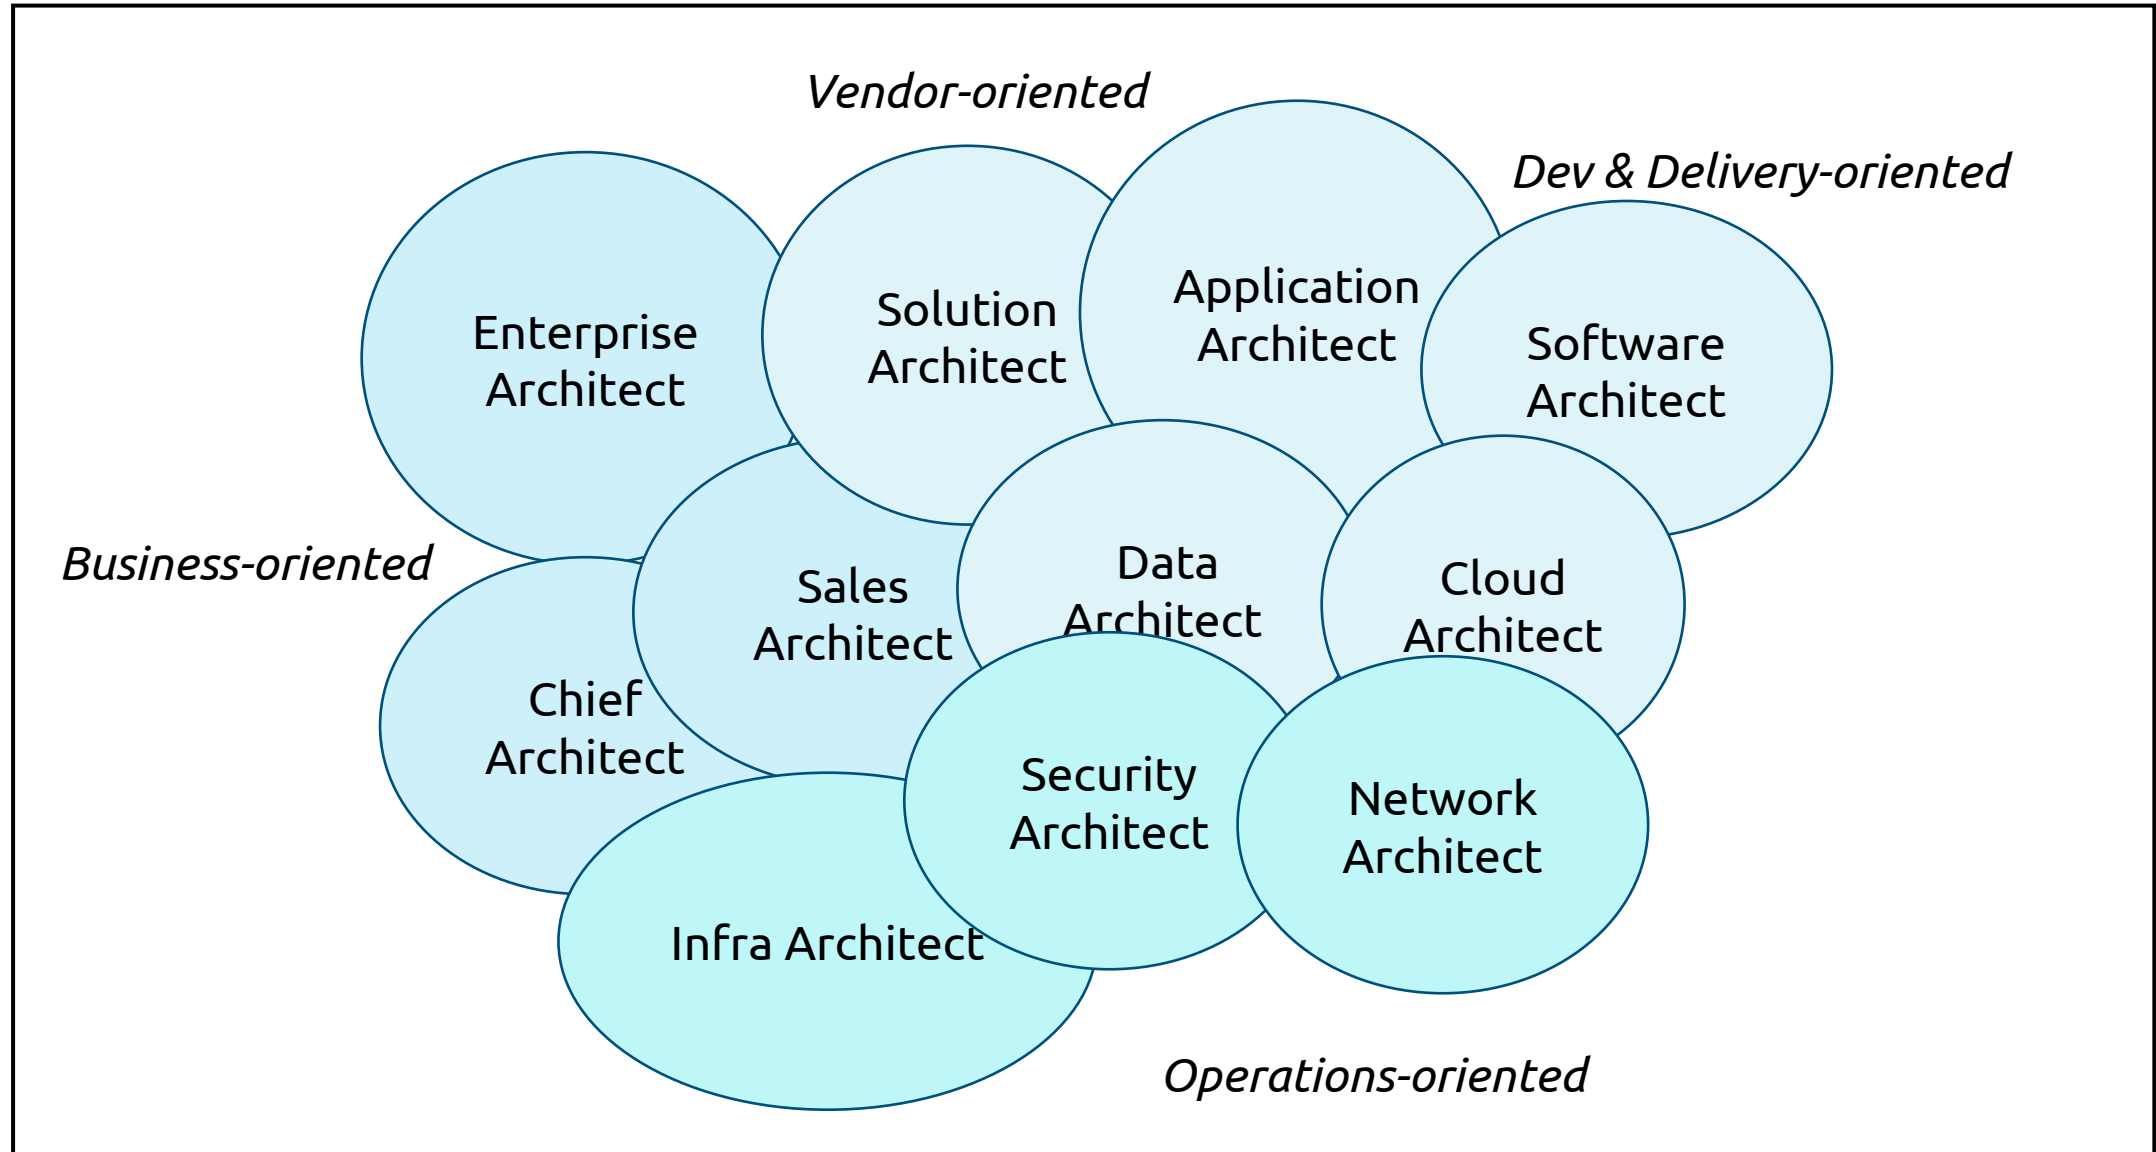 Vendor-oriented
Dev & Delivery-oriented
Enterprise
Architect
Solution
Architect
Application
Architect
Software
Architect
Business-oriented
Sales
Architect
Data
Architect
Cloud
Architect
Chief
Architect
Security
Architect
Network
Architect
Infra Architect
Operations-oriented